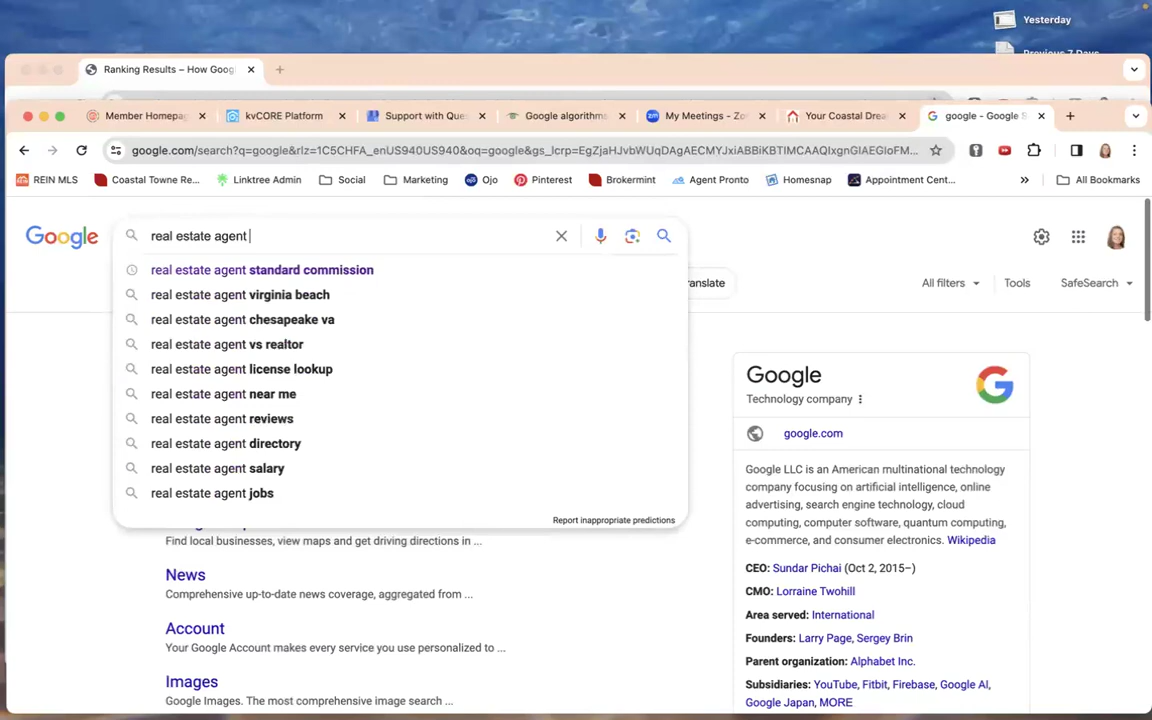 Yesterday
Previous 7 Days
Ranking Results – How Goog
Member Homepag
kvCORE Platform
Support with Que
Google algorithms
My Meetings - Zo
Your Coastal Drea
google - Google S
google.com/search?q=google&rlz=1C5CHFA_enUS940US940&oq=google&gs_lcrp=EgZjaHJvbWUqDAgAECMYJxiABBiKBTIMCAAQIxgnGIAEGIoFM...
REIN MLS
Coastal Towne Re...
Linktree Admin
Social
Marketing
Ojo
Pinterest
Brokermint
Agent Pronto
Homesnap
Appointment Cent...
»
All Bookmarks
Google
real estate agent
real estate agent standard commission
real estate agent virginia beach
real estate agent chesapeake va
real estate agent vs realtor
real estate agent license lookup
real estate agent near me
real estate agent reviews
real estate agent directory
real estate agent salary
real estate agent jobs
Report inappropriate predictions
ranslate
All filters
Tools
SafeSearch
Find local businesses, view maps and get driving directions in ...
News
Comprehensive up-to-date news coverage, aggregated from ...
Account
Your Google Account makes every service you use personalized to ...
Images
Google Images. The most comprehensive image search ...
Google
Technology company
google.com
Google LLC is an American multinational technology
company focusing on artificial intelligence, online
advertising, search engine technology, cloud
computing, computer software, quantum computing,
e-commerce, and consumer electronics. Wikipedia
CEO: Sundar Pichai (Oct 2, 2015–)
CMO: Lorraine Twohill
Area served: International
Founders: Larry Page, Sergey Brin
Parent organization: Alphabet Inc.
Subsidiaries: YouTube, Fitbit, Firebase, Google AI,
Google Japan, MORE